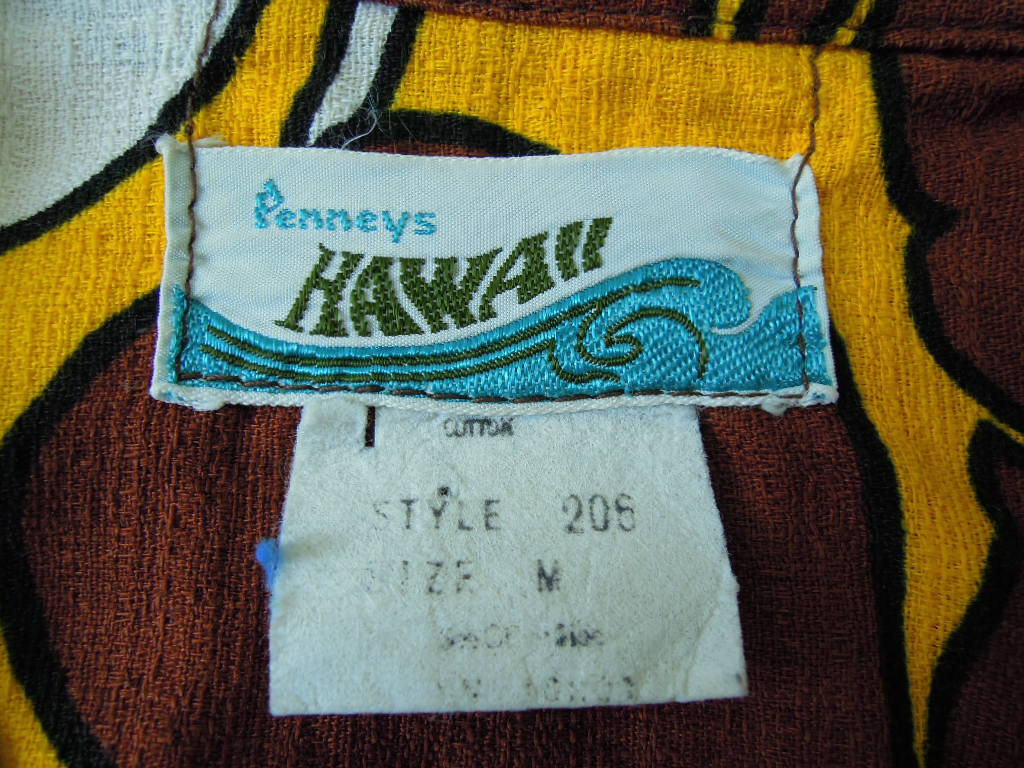 Penneys
HAWAII
COTTON
STYLE 206
SIZE M